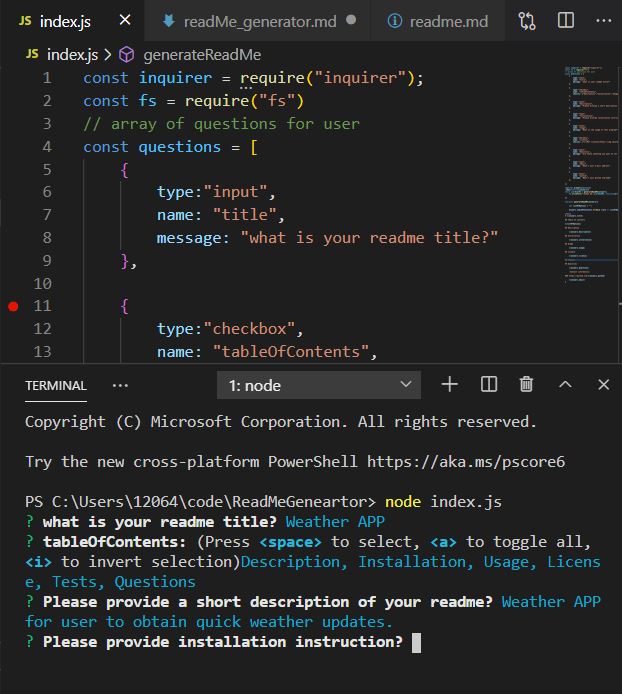 JS index.js × readMe_generator.md ● readme.md ···
JS index.js > generateReadMe
1 const inquirer = require("inquirer");
2 const fs = require("fs")
3 // array of questions for user
4 const questions = [
5 {
6 type:"input",
7 name: "title",
8 message: "what is your readme title?"
9 },
10
11 {
12 type:"checkbox",
13 name: "tableOfContents",
TERMINAL ··· 1: node
Copyright (C) Microsoft Corporation. All rights reserved.
Try the new cross-platform PowerShell https://aka.ms/pscore6
PS C:\Users\12064\code\ReadMeGeneartor> node index.js
? what is your readme title? Weather APP
? tableOfContents: (Press <space> to select, <a> to toggle all,
<i> to invert selection)Description, Installation, Usage, Licens
e, Tests, Questions
? Please provide a short description of your readme? Weather APP
for user to obtain quick weather updates.
? Please provide installation instruction?